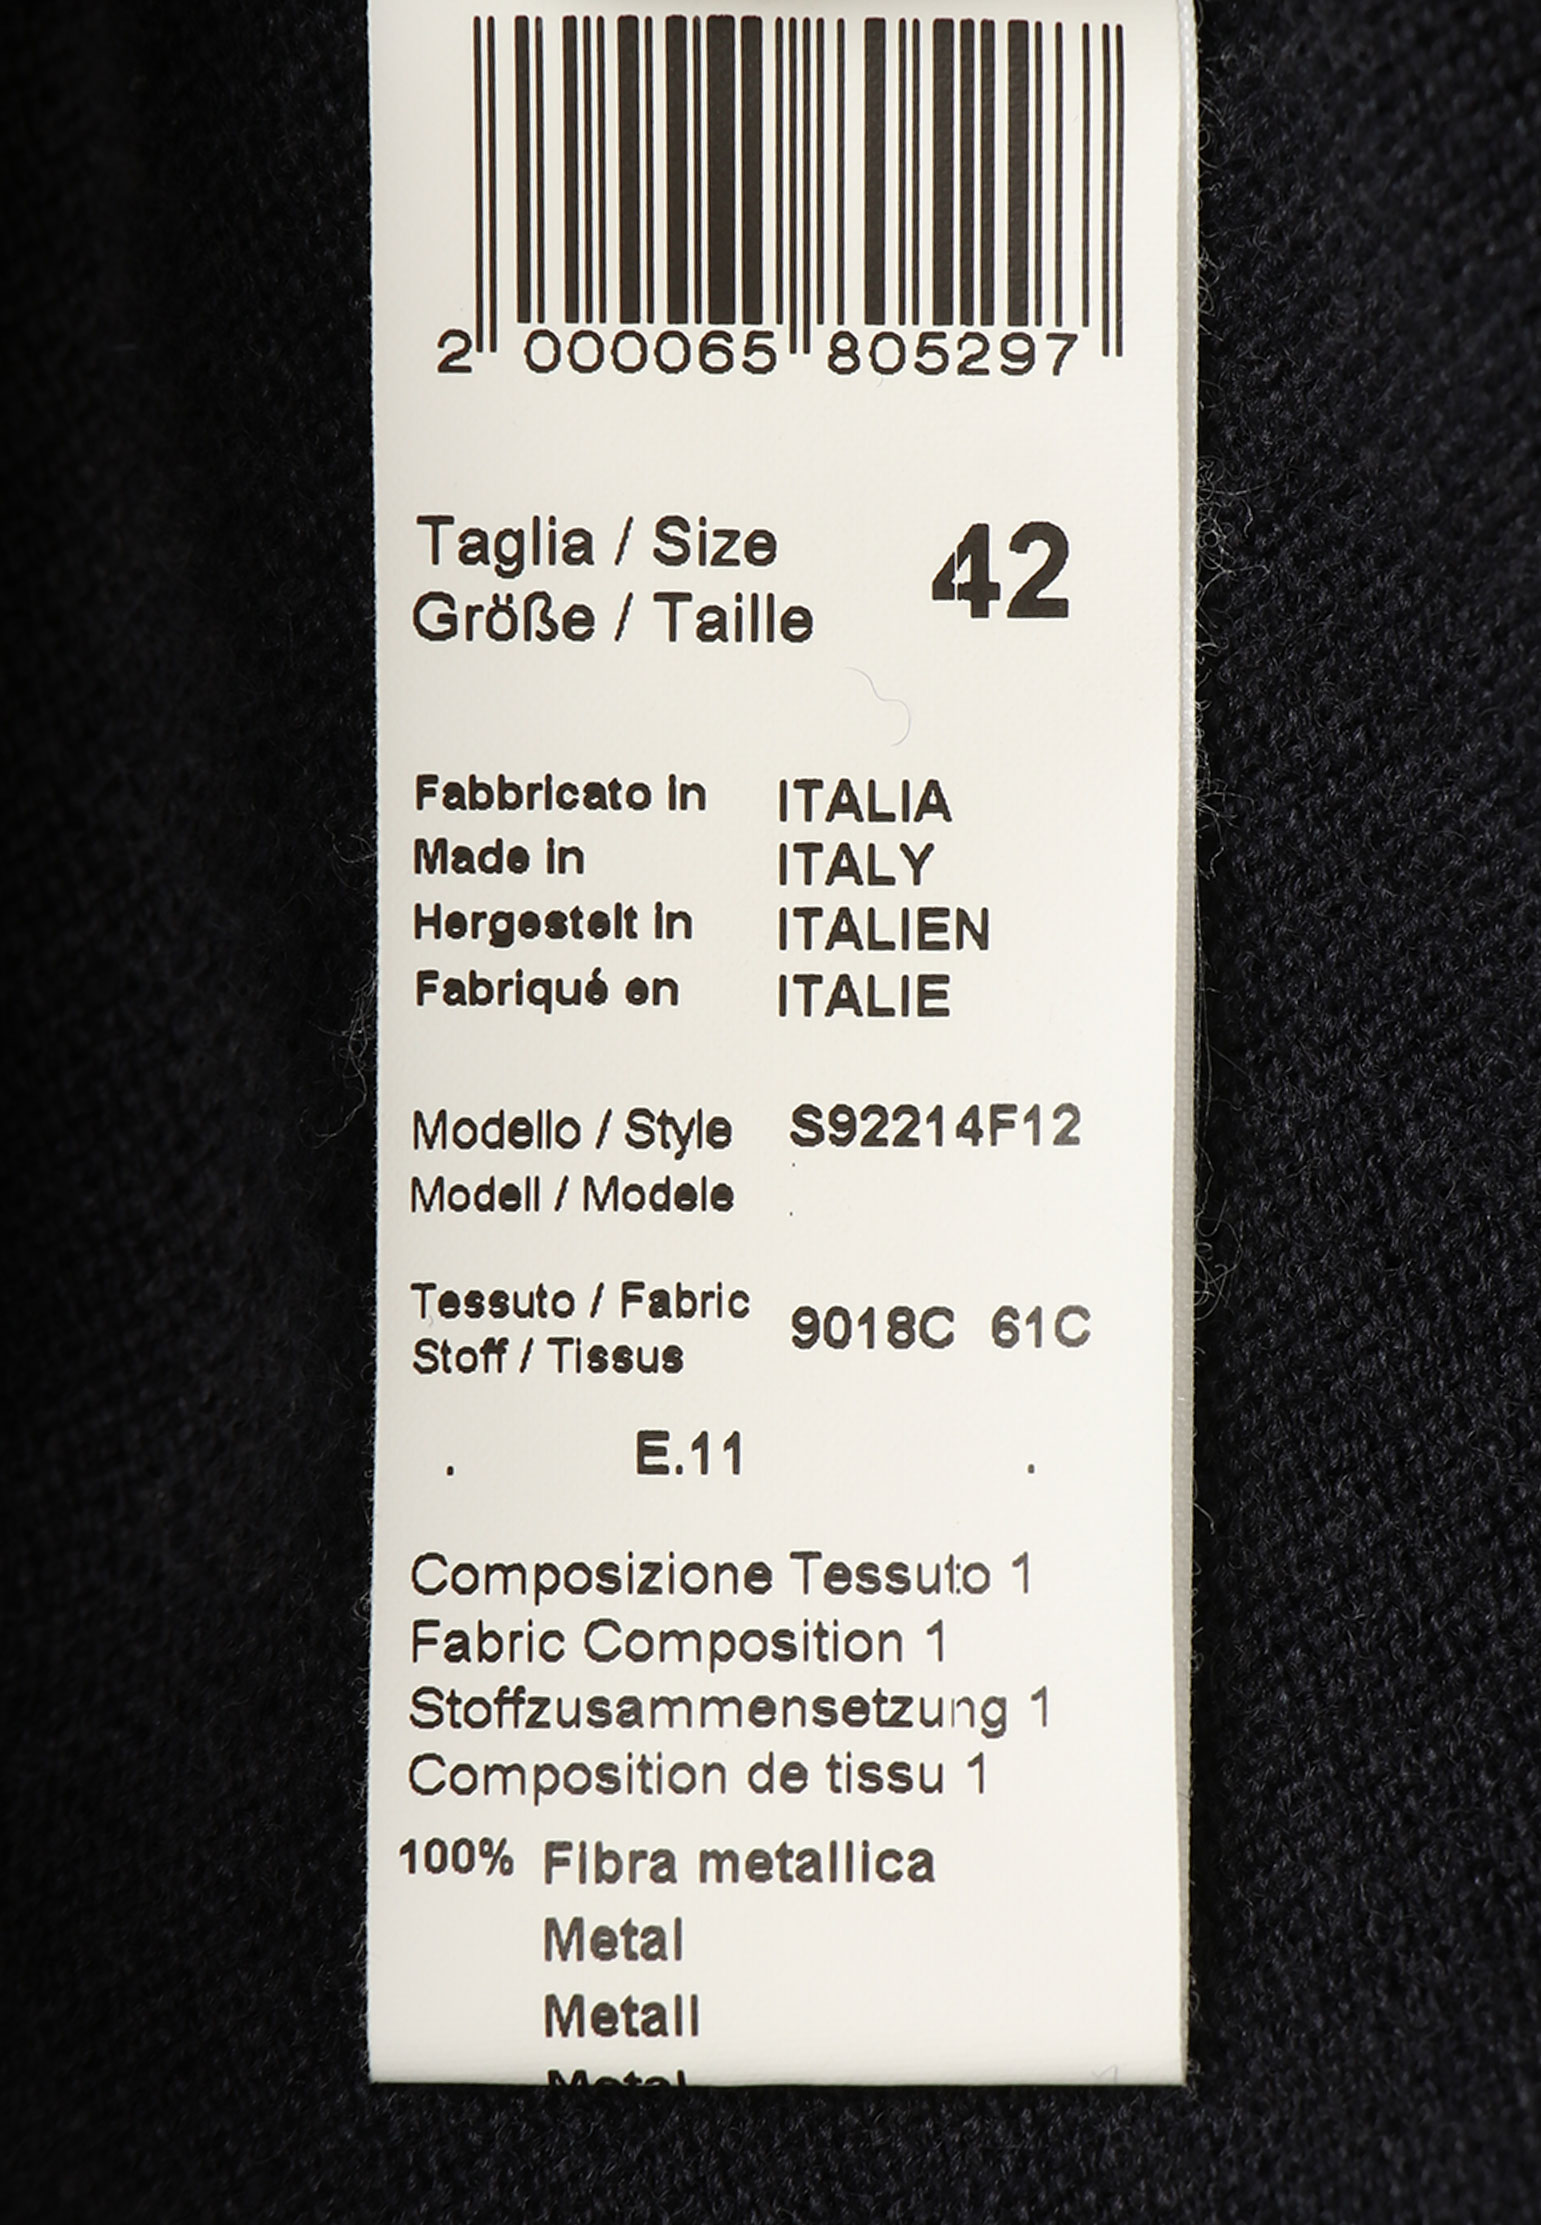 2 000065 805297
Taglia / Size
Größe / Taille
42
Fabbricato in ITALIA
Made in ITALY
Hergestelt in ITALIEN
Fabriqué en ITALIE
Modello / Style S92214F12
Modell / Modele
Tessuto / Fabric 9018C 61C
Stoff / Tissus
. E.11 .
Composizione Tessuto 1
Fabric Composition 1
Stoffzusammensetzung 1
Composition de tissu 1
100% Fibra metallica
Metal
Metall
Metal